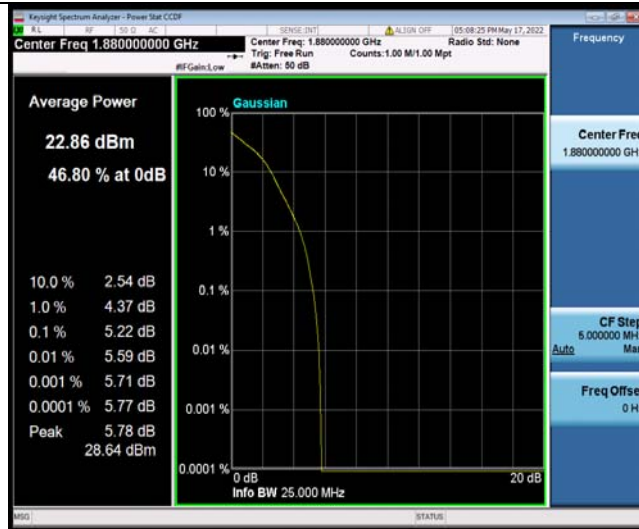 Keysight Spectrum Analyzer - Power Stat CCDF
RL RF 50 Ω AC SENSE:INT ALIGN OFF 05:08:25 PM May 17, 2022
Center Freq 1.880000000 GHz
Center Freq: 1.880000000 GHz Radio Std: None
Trig: Free Run Counts:1.00 M/1.00 Mpt
#IFGain:Low #Atten: 50 dB
Average Power
22.86 dBm
46.80 % at 0dB
10.0 % 2.54 dB
1.0 % 4.37 dB
0.1 % 5.22 dB
0.01 % 5.59 dB
0.001 % 5.71 dB
0.0001 % 5.77 dB
Peak 5.78 dB
28.64 dBm
Gaussian
100 %
10 %
1 %
0.1 %
0.01 %
0.001 %
0.0001 %
0 dB 20 dB
Info BW 25.000 MHz
Frequency
Center Fre
1.880000000 GH
CF Step
5.000000 MH
Auto Ma
Freq Offse
0 H
MSG STATUS